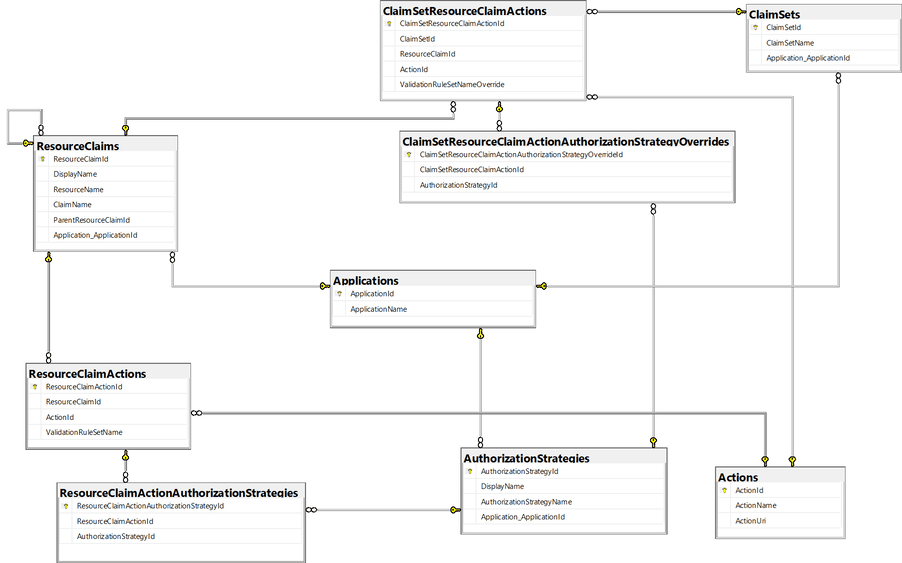 ClaimSetResourceClaimActions
ClaimSetResourceClaimActionId
ClaimSetId
ResourceClaimId
ActionId
ValidationRuleSetNameOverride
ClaimSets
ClaimSetId
ClaimSetName
Application_ApplicationId
ClaimSetResourceClaimActionAuthorizationStrategyOverrides
ClaimSetResourceClaimActionAuthorizationStrategyOverrideId
ClaimSetResourceClaimActionId
AuthorizationStrategyId
ResourceClaims
ResourceClaimId
DisplayName
ResourceName
ClaimName
ParentResourceClaimId
Application_ApplicationId
Applications
ApplicationId
ApplicationName
ResourceClaimActions
ResourceClaimActionId
ResourceClaimId
ActionId
ValidationRuleSetName
AuthorizationStrategies
AuthorizationStrategyId
DisplayName
AuthorizationStrategyName
Application_ApplicationId
Actions
ActionId
ActionName
ActionUri
ResourceClaimActionAuthorizationStrategies
ResourceClaimActionAuthorizationStrategyId
ResourceClaimActionId
AuthorizationStrategyId